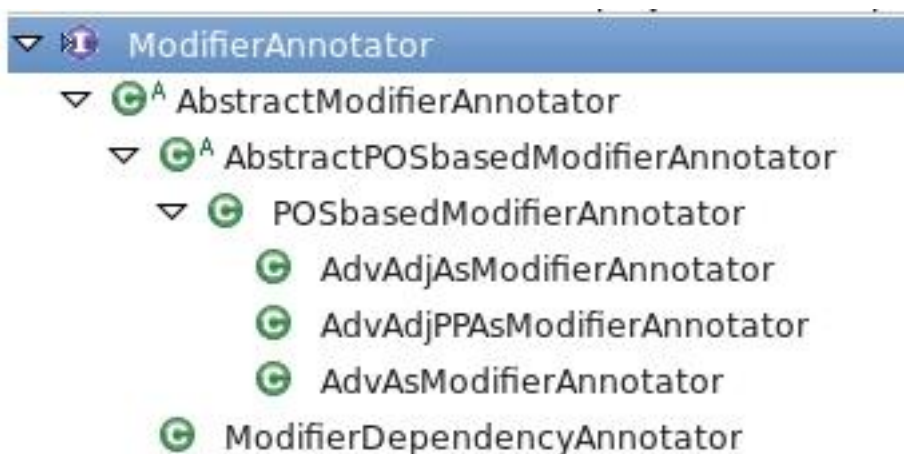 ModifierAnnotator
A AbstractModifierAnnotator
A AbstractPOSbasedModifierAnnotator
POSbasedModifierAnnotator
AdvAdjAsModifierAnnotator
AdvAdjPPAsModifierAnnotator
AdvAsModifierAnnotator
ModifierDependencyAnnotator